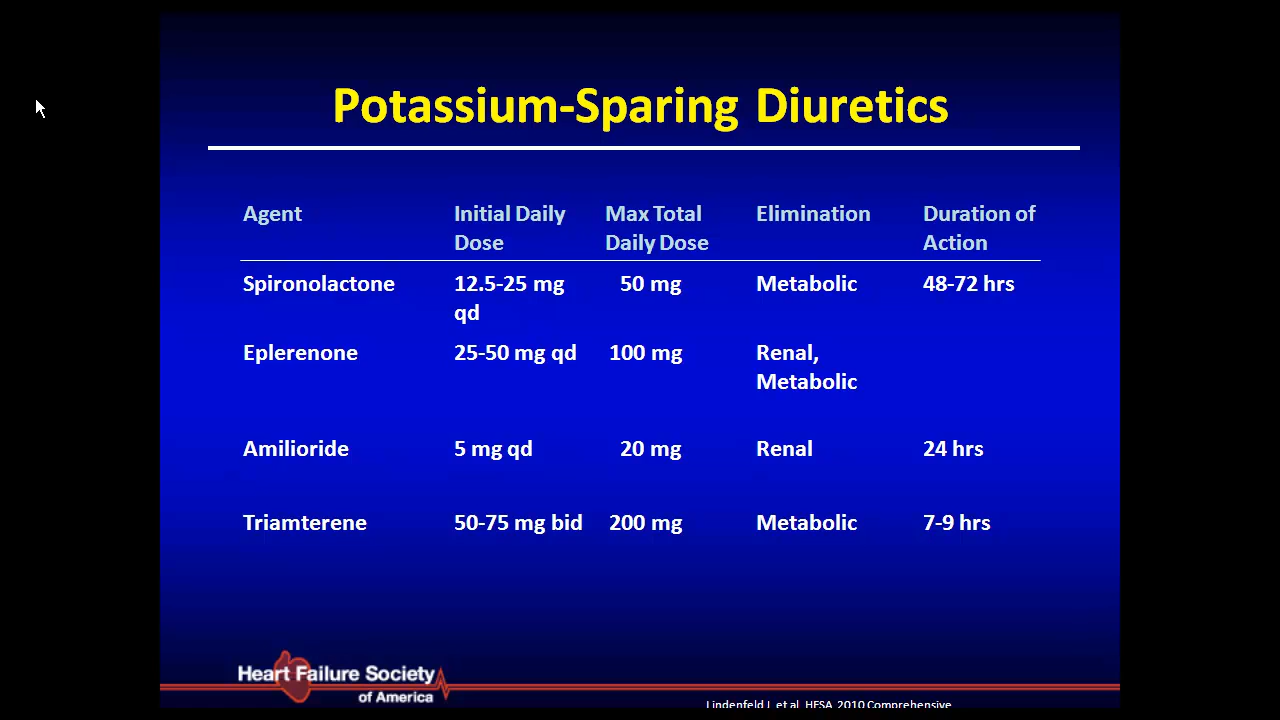 Potassium-Sparing Diuretics
Agent Initial Daily Dose Max Total Daily Dose Elimination Duration of Action
Spironolactone 12.5-25 mg qd 50 mg Metabolic 48-72 hrs
Eplerenone 25-50 mg qd 100 mg Renal, Metabolic
Amilioride 5 mg qd 20 mg Renal 24 hrs
Triamterene 50-75 mg bid 200 mg Metabolic 7-9 hrs
Heart Failure Society
of America
Lindenfeld J, et al. HFSA 2010 Comprehensive